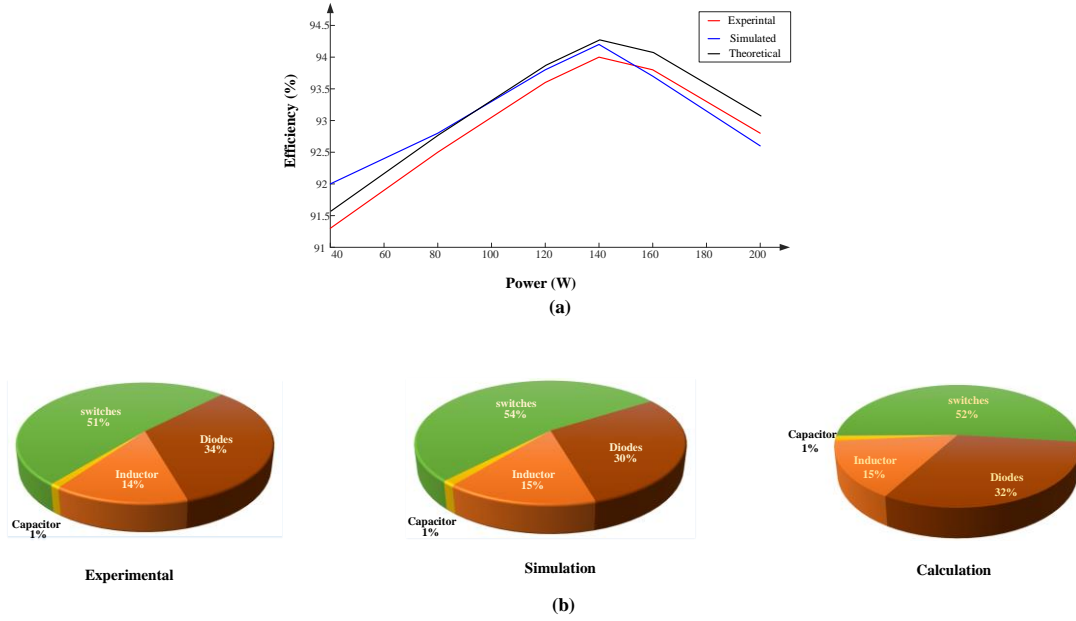 94.5
94
93.5
93
92.5
92
91.5
91
Efficiency (%)
40 60 80 100 120 140 160 180 200
Power (W)
Experintal
Simulated
Theoretical
(a)
switches
51%
Diodes
34%
Inductor
14%
Capacitor
1%
Experimental
switches
54%
Diodes
30%
Inductor
15%
Capacitor
1%
Simulation
switches
52%
Capacitor
1%
Inductor
15%
Diodes
32%
Calculation
(b)